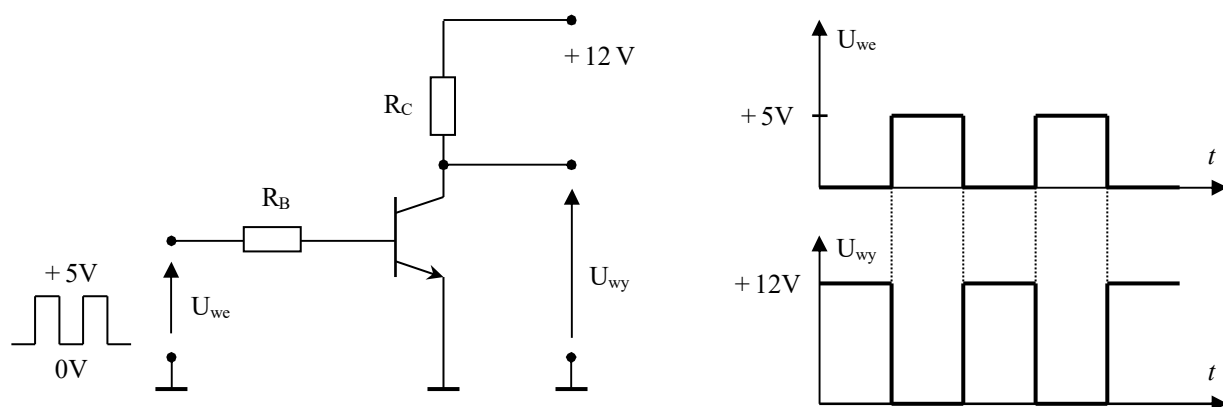 + 12 V
R_C
R_B
+ 5V
U_we
0V
U_wy
U_we
+ 5V
t
U_wy
+ 12V
t